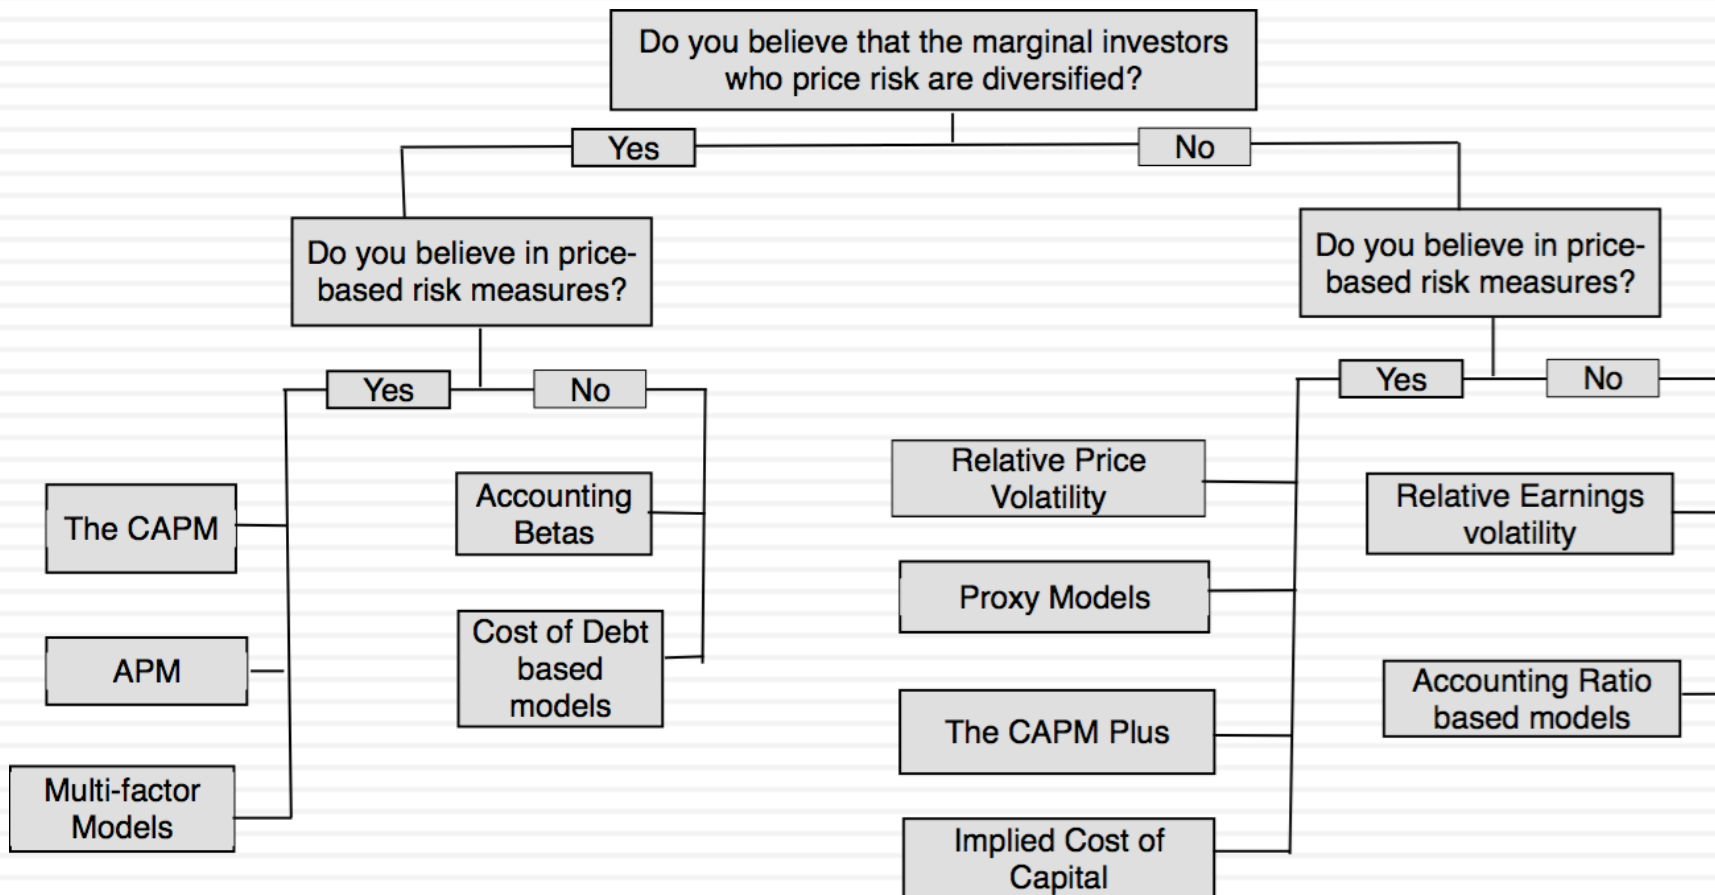 Do you believe that the marginal investors
who price risk are diversified?
Yes
No
Do you believe in price-
based risk measures?
Do you believe in price-
based risk measures?
Yes
No
Yes
No
The CAPM
APM
Multi-factor
Models
Accounting
Betas
Cost of Debt
based
models
Relative Price
Volatility
Proxy Models
The CAPM Plus
Implied Cost of
Capital
Relative Earnings
volatility
Accounting Ratio
based models